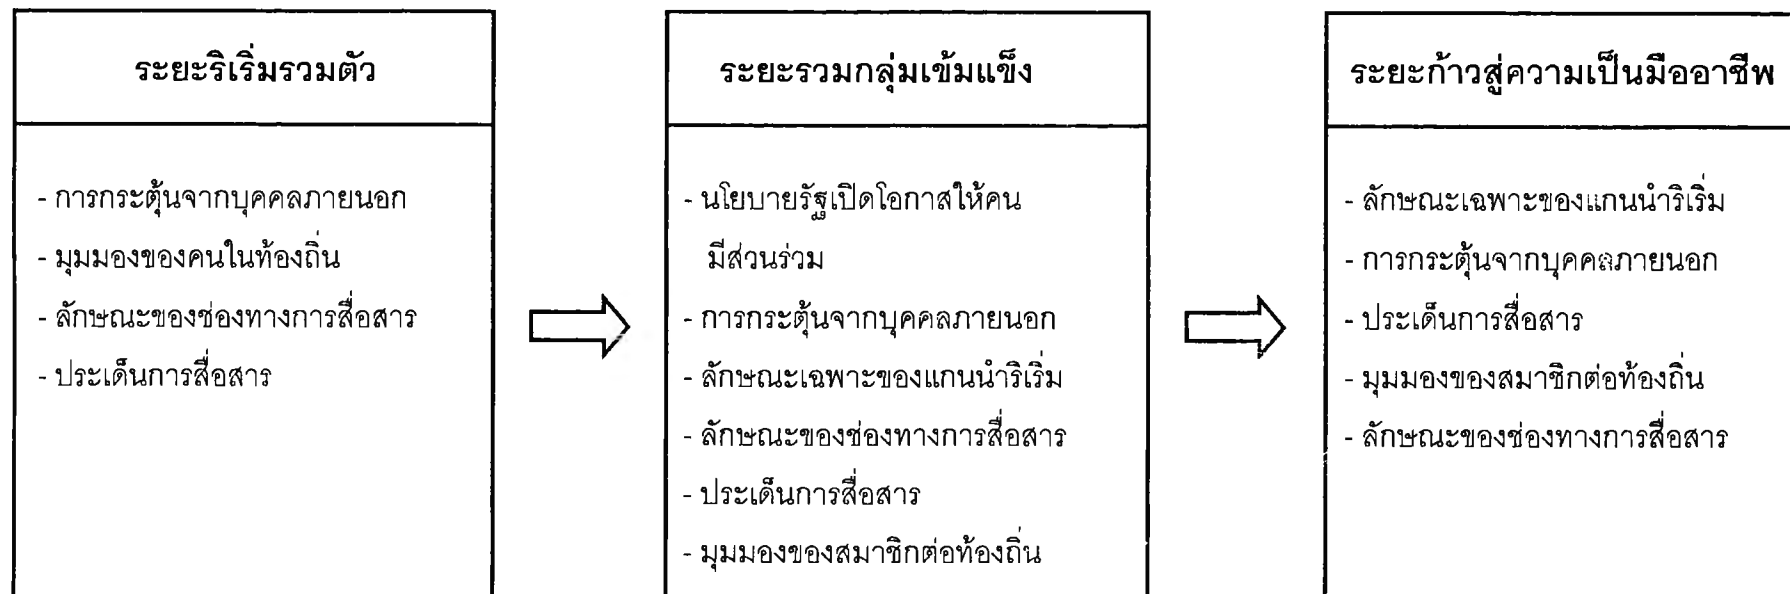 ระยะริเริ่มรวมตัว
- การกระตุ้นจากบุคคลภายนอก
- มุมมองของคนในท้องถิ่น
- ลักษณะของช่องทางการสื่อสาร
- ประเด็นการสื่อสาร
ระยะรวมกลุ่มเข้มแข็ง
- นโยบายรัฐเปิดโอกาสให้คน
มีส่วนร่วม
- การกระตุ้นจากบุคคลภายนอก
- ลักษณะเฉพาะของแกนนำริเริ่ม
- ลักษณะของช่องทางการสื่อสาร
- ประเด็นการสื่อสาร
- มุมมองของสมาชิกต่อท้องถิ่น
ระยะก้าวสู่ความเป็นมืออาชีพ
- ลักษณะเฉพาะของแกนนำริเริ่ม
- การกระตุ้นจากบุคคลภายนอก
- ประเด็นการสื่อสาร
- มุมมองของสมาชิกต่อท้องถิ่น
- ลักษณะของช่องทางการสื่อสาร